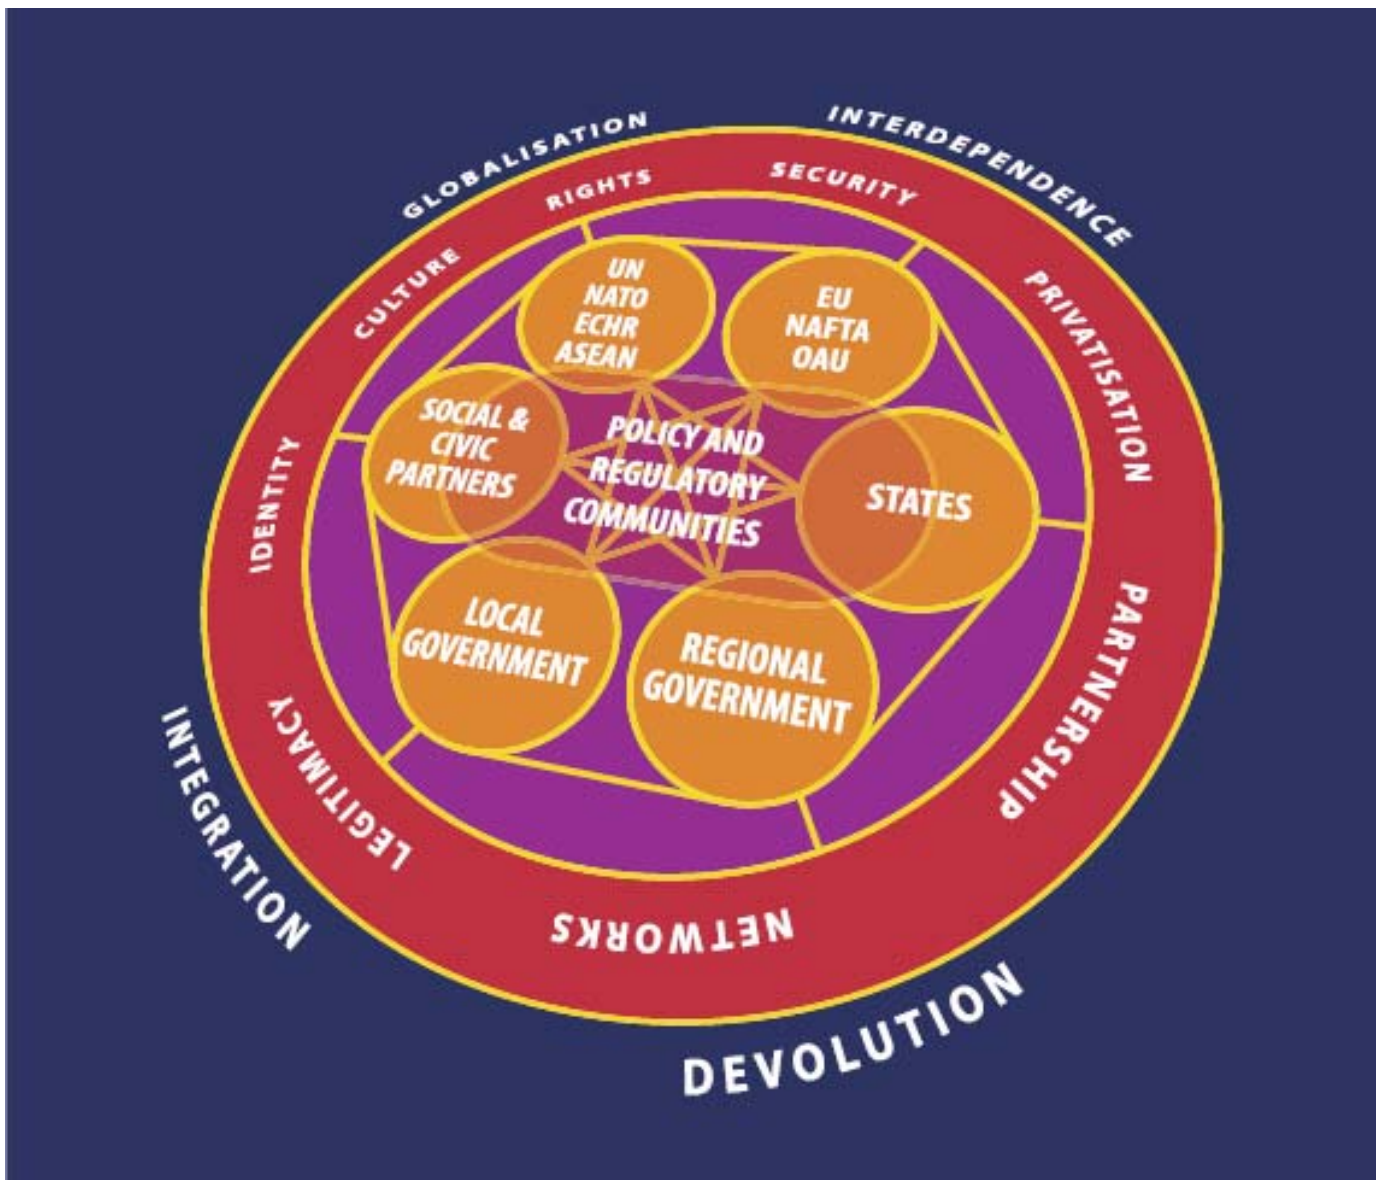 GLOBALISATION
INTERDEPENDENCE
RIGHTS
SECURITY
CULTURE
PRIVATISATION
IDENTITY
PARTNERSHIP
LEGITIMACY
NETWORKS
INTEGRATION
DEVOLUTION
UN
NATO
ECHR
ASEAN
EU
NAFTA
OAU
SOCIAL &
CIVIC
PARTNERS
POLICY AND
REGULATORY
COMMUNITIES
STATES
LOCAL
GOVERNMENT
REGIONAL
GOVERNMENT